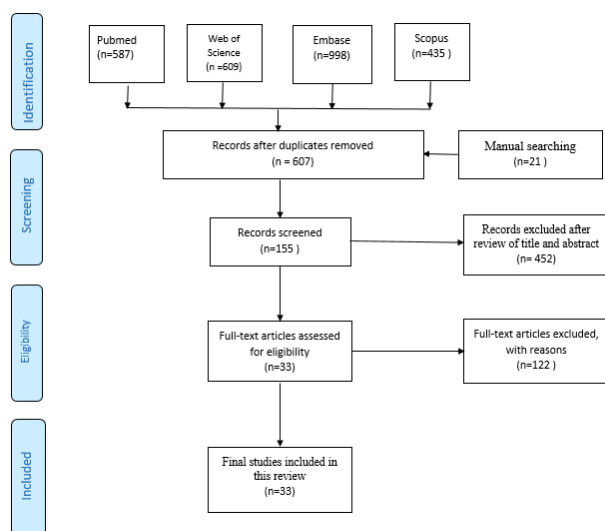 Identification
Pubmed
(n=587)
Web of
Science
(n =609)
Embase
(n=998)
Scopus
(n=435 )
Records after duplicates removed
(n = 607)
Manual searching
(n=21 )
Screening
Records screened
(n=155 )
Records excluded after
review of title and abstract
(n= 452)
Eligibility
Full-text articles assessed
for eligibility
(n=33)
Full-text articles excluded,
with reasons
(n=122 )
Included
Final studies included in
this review
(n=33)